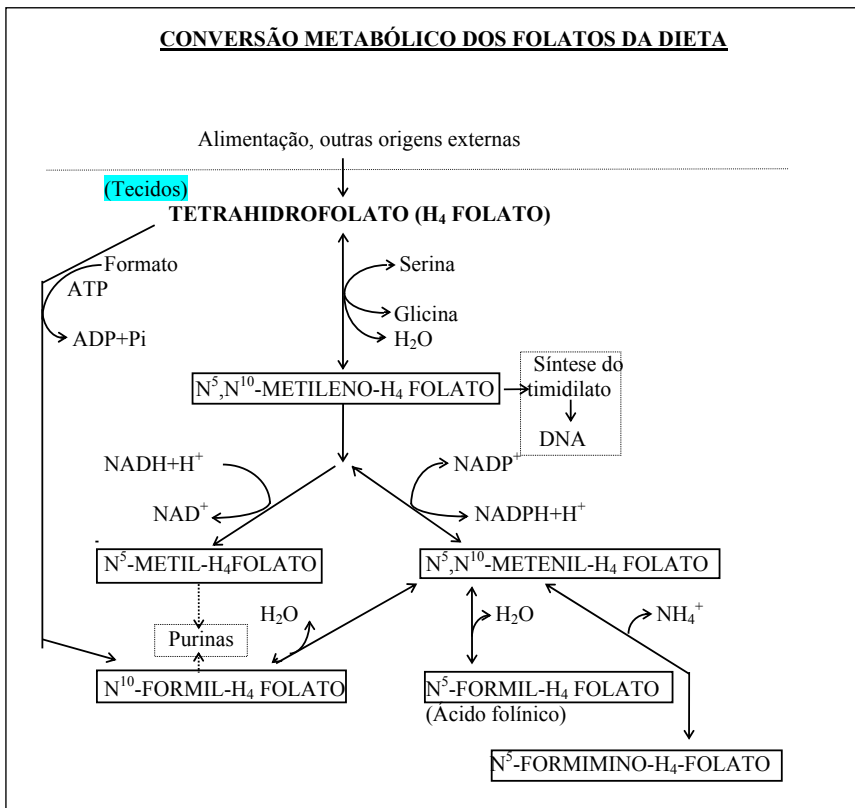 CONVERSÃO METABÓLICO DOS FOLATOS DA DIETA
Alimentação, outras origens externas
(Tecidos)
TETRAHIDROFOLATO (H₄ FOLATO)
Formato
ATP
ADP+Pi
Serina
Glicina
H₂O
N⁵,N¹⁰-METILENO-H₄ FOLATO
Síntese do
timidilato
DNA
NADH+H⁺
NAD⁺
NADP⁺
NADPH+H⁺
N⁵-METIL-H₄FOLATO
N⁵,N¹⁰-METENIL-H₄ FOLATO
H₂O
H₂O
NH₄⁺
Purinas
N¹⁰-FORMIL-H₄ FOLATO
N⁵-FORMIL-H₄ FOLATO
(Ácido folínico)
N⁵-FORMIMINO-H₄-FOLATO